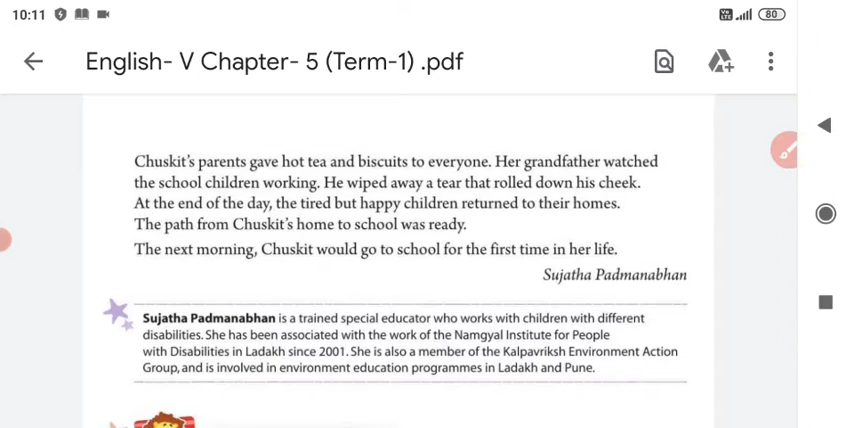 10:11
80
English- V Chapter- 5 (Term-1) .pdf
Chuskit's parents gave hot tea and biscuits to everyone. Her grandfather watched
the school children working. He wiped away a tear that rolled down his cheek.
At the end of the day, the tired but happy children returned to their homes.
The path from Chuskit's home to school was ready.
The next morning, Chuskit would go to school for the first time in her life.
Sujatha Padmanabhan
Sujatha Padmanabhan is a trained special educator who works with children with different
disabilities. She has been associated with the work of the Namgyal Institute for People
with Disabilities in Ladakh since 2001. She is also a member of the Kalpavriksh Environment Action
Group, and is involved in environment education programmes in Ladakh and Pune.